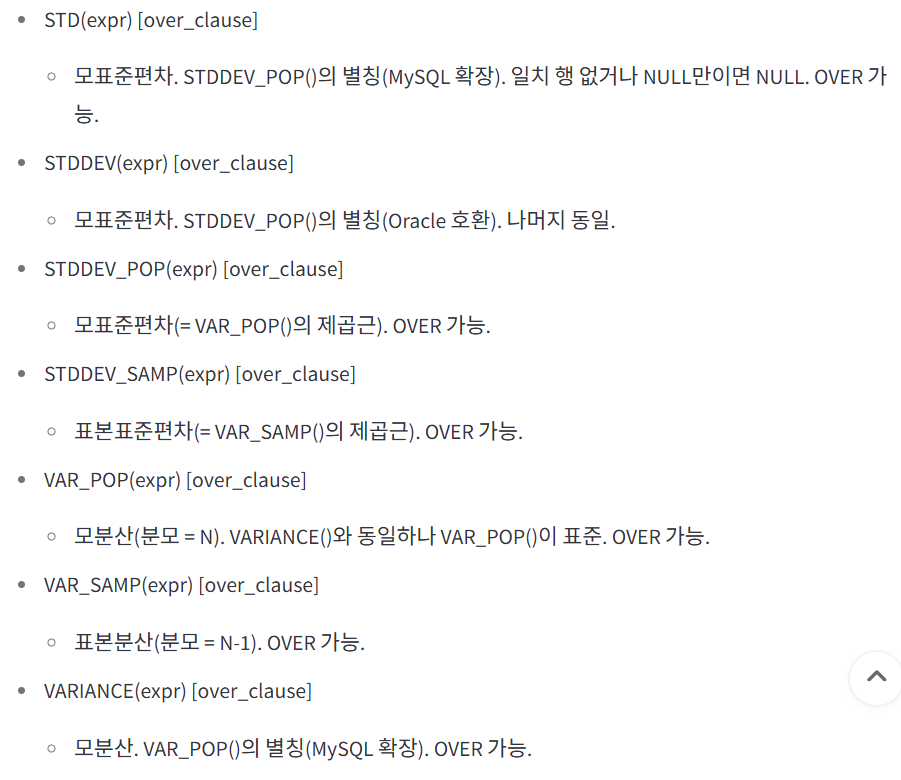 STD(expr) [over_clause]
모표준편차. STDDEV_POP()의 별칭(MySQL 확장). 일치 행 없거나 NULL만이면 NULL. OVER 가
능.
STDDEV(expr) [over_clause]
모표준편차. STDDEV_POP()의 별칭(Oracle 호환). 나머지 동일.
STDDEV_POP(expr) [over_clause]
모표준편차(= VAR_POP()의 제곱근). OVER 가능.
STDDEV_SAMP(expr) [over_clause]
표본표준편차(= VAR_SAMP()의 제곱근). OVER 가능.
VAR_POP(expr) [over_clause]
모분산(분모 = N). VARIANCE()와 동일하나 VAR_POP()이 표준. OVER 가능.
VAR_SAMP(expr) [over_clause]
표본분산(분모 = N-1). OVER 가능.
VARIANCE(expr) [over_clause]
모분산. VAR_POP()의 별칭(MySQL 확장). OVER 가능.